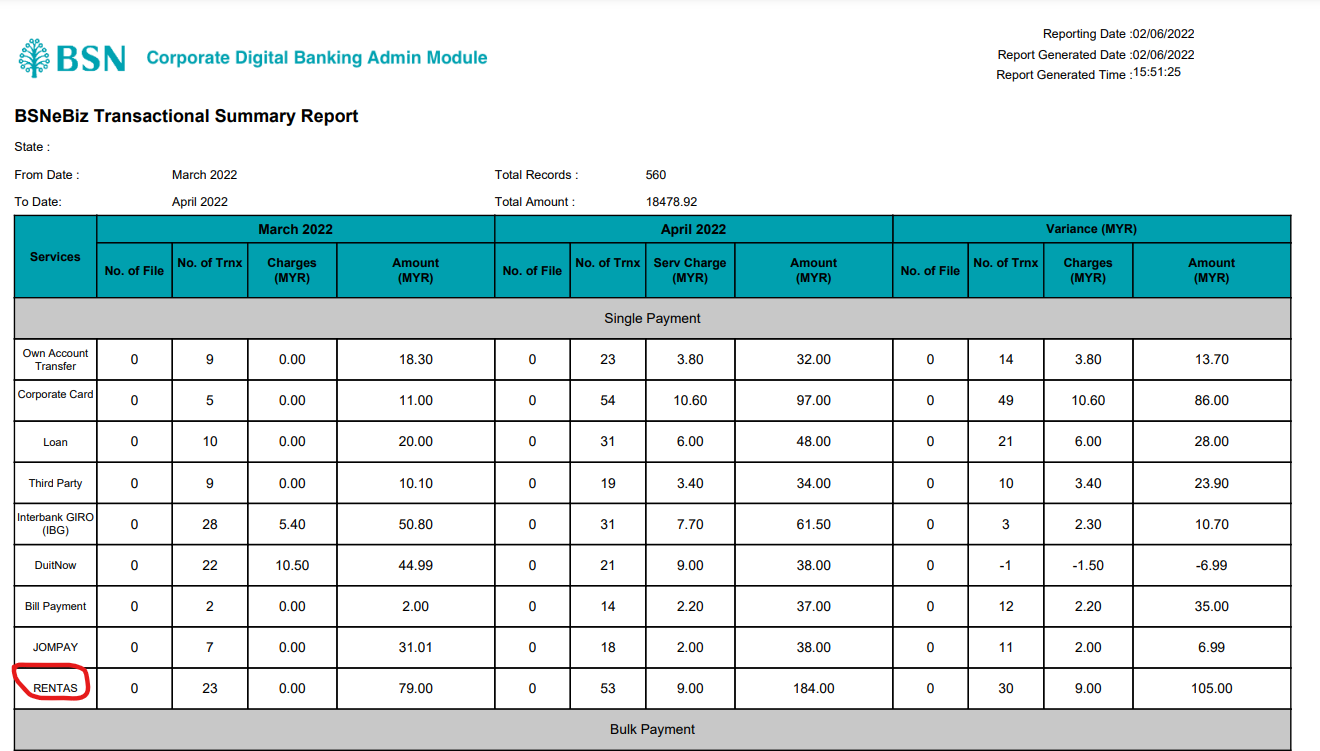 BSN Corporate Digital Banking Admin Module
Reporting Date :02/06/2022
Report Generated Date :02/06/2022
Report Generated Time :15:51:25
BSNeBiz Transactional Summary Report
State :
From Date : March 2022 Total Records : 560
To Date: April 2022 Total Amount : 18478.92
Services March 2022 April 2022 Variance (MYR)
No. of File No. of Trnx Charges (MYR) Amount (MYR) No. of File No. of Trnx Serv Charge (MYR) Amount (MYR) No. of File No. of Trnx Charges (MYR) Amount (MYR)
Single Payment
Own Account Transfer 0 9 0.00 18.30 0 23 3.80 32.00 0 14 3.80 13.70
Corporate Card 0 5 0.00 11.00 0 54 10.60 97.00 0 49 10.60 86.00
Loan 0 10 0.00 20.00 0 31 6.00 48.00 0 21 6.00 28.00
Third Party 0 9 0.00 10.10 0 19 3.40 34.00 0 10 3.40 23.90
Interbank GIRO (IBG) 0 28 5.40 50.80 0 31 7.70 61.50 0 3 2.30 10.70
DuitNow 0 22 10.50 44.99 0 21 9.00 38.00 0 -1 -1.50 -6.99
Bill Payment 0 2 0.00 2.00 0 14 2.20 37.00 0 12 2.20 35.00
JOMPAY 0 7 0.00 31.01 0 18 2.00 38.00 0 11 2.00 6.99
RENTAS 0 23 0.00 79.00 0 53 9.00 184.00 0 30 9.00 105.00
Bulk Payment